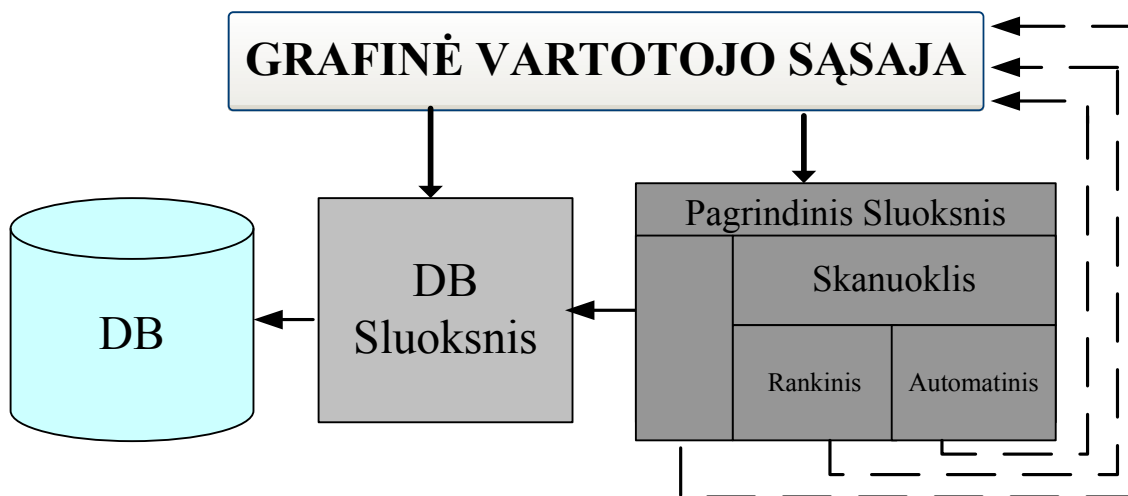 GRAFINĖ VARTOTOJO SĄSAJA
Pagrindinis Sluoksnis
Skanuoklis
DB
Sluoksnis
DB
Rankinis
Automatinis